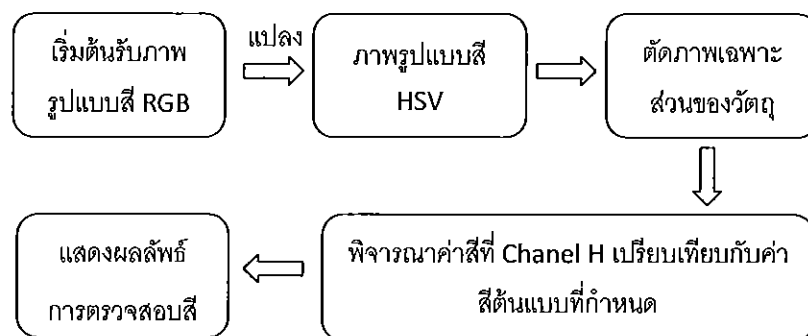 เริ่มต้นรับภาพ
รูปแบบสี RGB
แปลง
ภาพรูปแบบสี
HSV
ตัดภาพเฉพาะ
ส่วนของวัตถุ
พิจารณาค่าสีที่ Chanel H เปรียบเทียบกับค่า
สีต้นแบบที่กำหนด
แสดงผลลัพธ์
การตรวจสอบสี